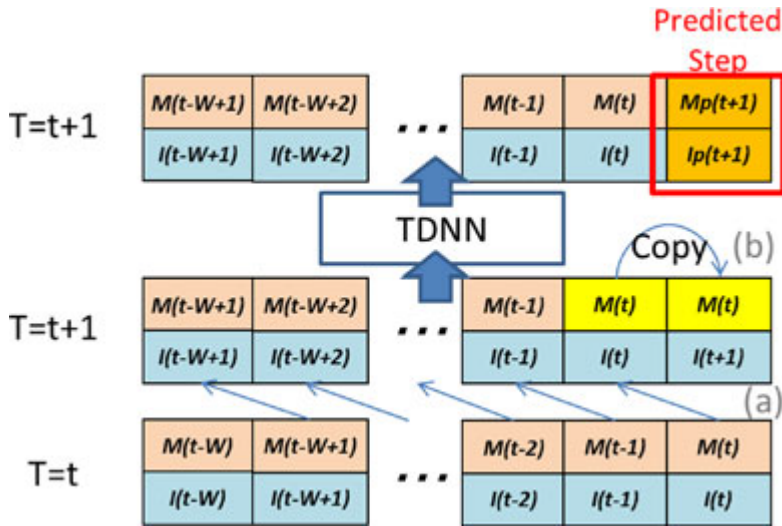 Predicted
Step
T=t+1
M(t-W+1) M(t-W+2) ... M(t-1) M(t) Mp(t+1)
I(t-W+1) I(t-W+2) I(t-1) I(t) Ip(t+1)
TDNN
Copy (b)
T=t+1
M(t-W+1) M(t-W+2) ... M(t-1) M(t) M(t)
I(t-W+1) I(t-W+2) I(t-1) I(t) I(t+1)
(a)
T=t
M(t-W) M(t-W+1) ... M(t-2) M(t-1) M(t)
I(t-W) I(t-W+1) I(t-2) I(t-1) I(t)